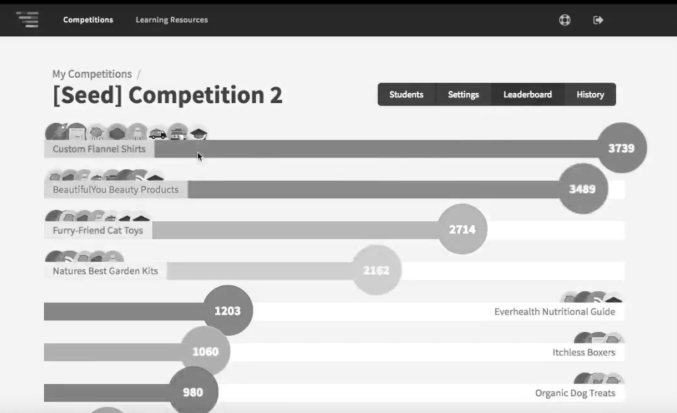 Competitions Learning Resources
My Competitions /
[Seed] Competition 2
Students Settings Leaderboard History
Custom Flannel Shirts 3739
BeautifulYou Beauty Products 3489
Furry-Friend Cat Toys 2714
Natures Best Garden Kits 2162
1203 Everhealth Nutritional Guide
1060 Itchless Boxers
980 Organic Dog Treats